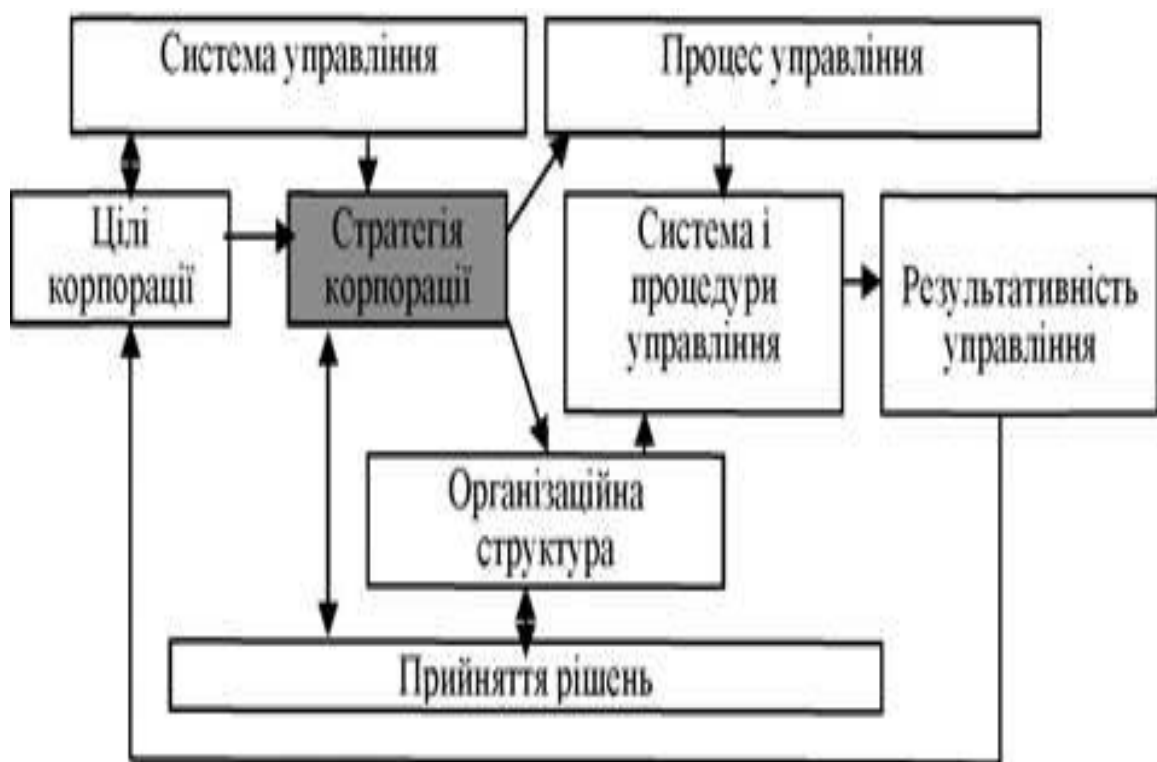 Система управління
Процес управління
Цілі
корпорації
Стратегія
корпорації
Система і
процедури
управління
Результативність
управління
Організаційна
структура
Прийняття рішень